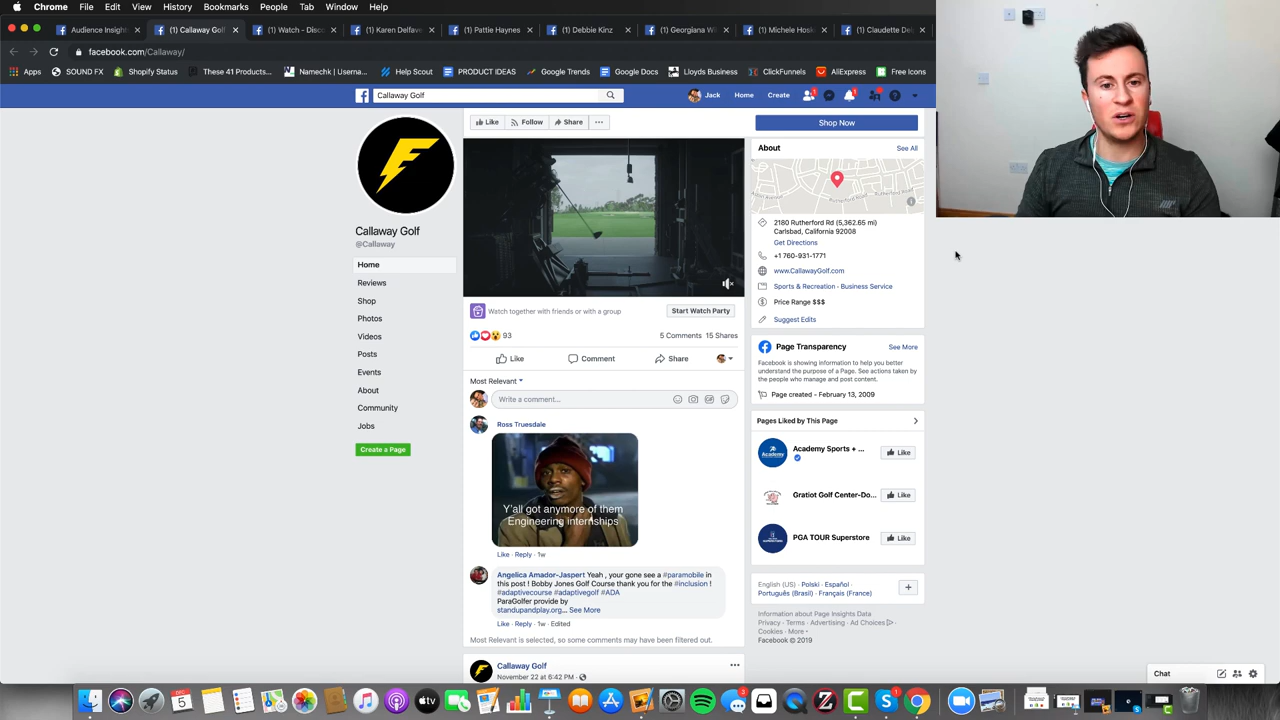 Chrome File Edit View History Bookmarks People Tab Window Help
Audience Insights
(1) Callaway Golf
(1) Watch - Disco
(1) Karen Delfave
(1) Pattie Haynes
(1) Debbie Kinz
(1) Georgiana Wi
(1) Michele Hosk
(1) Claudette De
facebook.com/Callaway/
Apps SOUND FX Shopify Status These 41 Products... Namechk | Userna... Help Scout PRODUCT IDEAS Google Trends Google Docs Lloyds Business ClickFunnels AliExpress Free Icons
Callaway Golf
Jack Home Create
Like Follow Share
Shop Now
Callaway Golf
@Callaway
Home
Reviews
Shop
Photos
Videos
Posts
Events
About
Community
Jobs
Create a Page
Watch together with friends or with a group
Start Watch Party
93
5 Comments 15 Shares
Like Comment Share
Most Relevant
Write a comment...
Ross Truesdale
Y'all got anymore of them
Engineering internships
Like · Reply · 1w
Angelica Amador-Jaspert Yeah , your gone see a #paramobile in
this post ! Bobby Jones Golf Course thank you for the #inclusion !
#adaptivecourse #adaptivegolf #ADA
ParaGolfer provide by
standupandplay.org... See More
Like · Reply · 1w · Edited
Most Relevant is selected, so some comments may have been filtered out.
Callaway Golf
November 22 at 6:42 PM ·
About See All
2180 Rutherford Rd (5,362.65 mi)
Carlsbad, California 92008
Get Directions
+1 760-931-1771
www.CallawayGolf.com
Sports & Recreation · Business Service
Price Range $$$
Suggest Edits
Page Transparency See More
Facebook is showing information to help you better
understand the purpose of a Page. See actions taken by
the people who manage and post content.
Page created - February 13, 2009
Pages Liked by This Page
Academy Sports + ...
Like
Gratiot Golf Center-Do...
Like
PGA TOUR Superstore
Like
English (US) · Polski · Español ·
Português (Brasil) · Français (France)
Information about Page Insights Data
Privacy · Terms · Advertising · Ad Choices ·
Cookies · More
Facebook © 2019
Chat